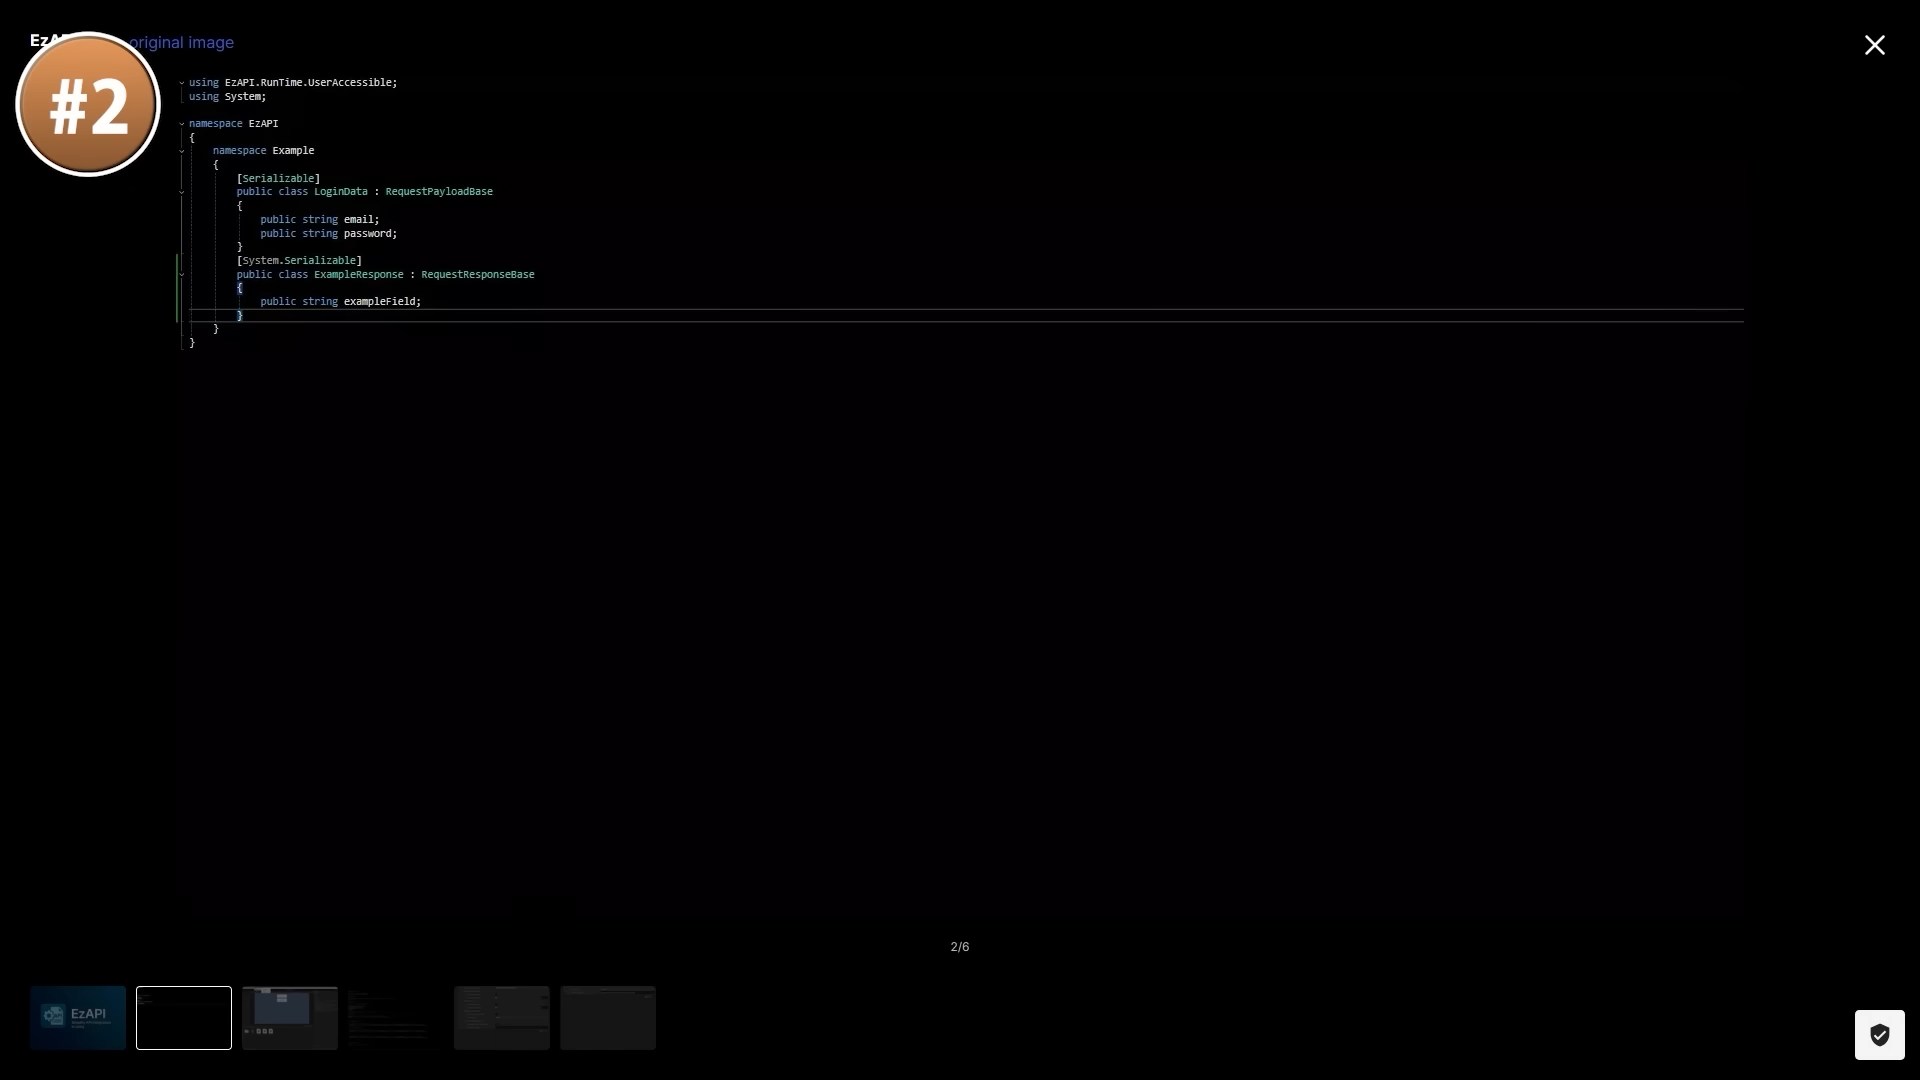 original image
#2
using EzAPI.RunTime.UserAccessible;
using System;
namespace EzAPI
{
namespace Example
{
[Serializable]
public class LoginData : RequestPayloadBase
{
public string email;
public string password;
}
[System.Serializable]
public class ExampleResponse : RequestResponseBase
{
public string exampleField;
}
}
}
2/6
EzAPI